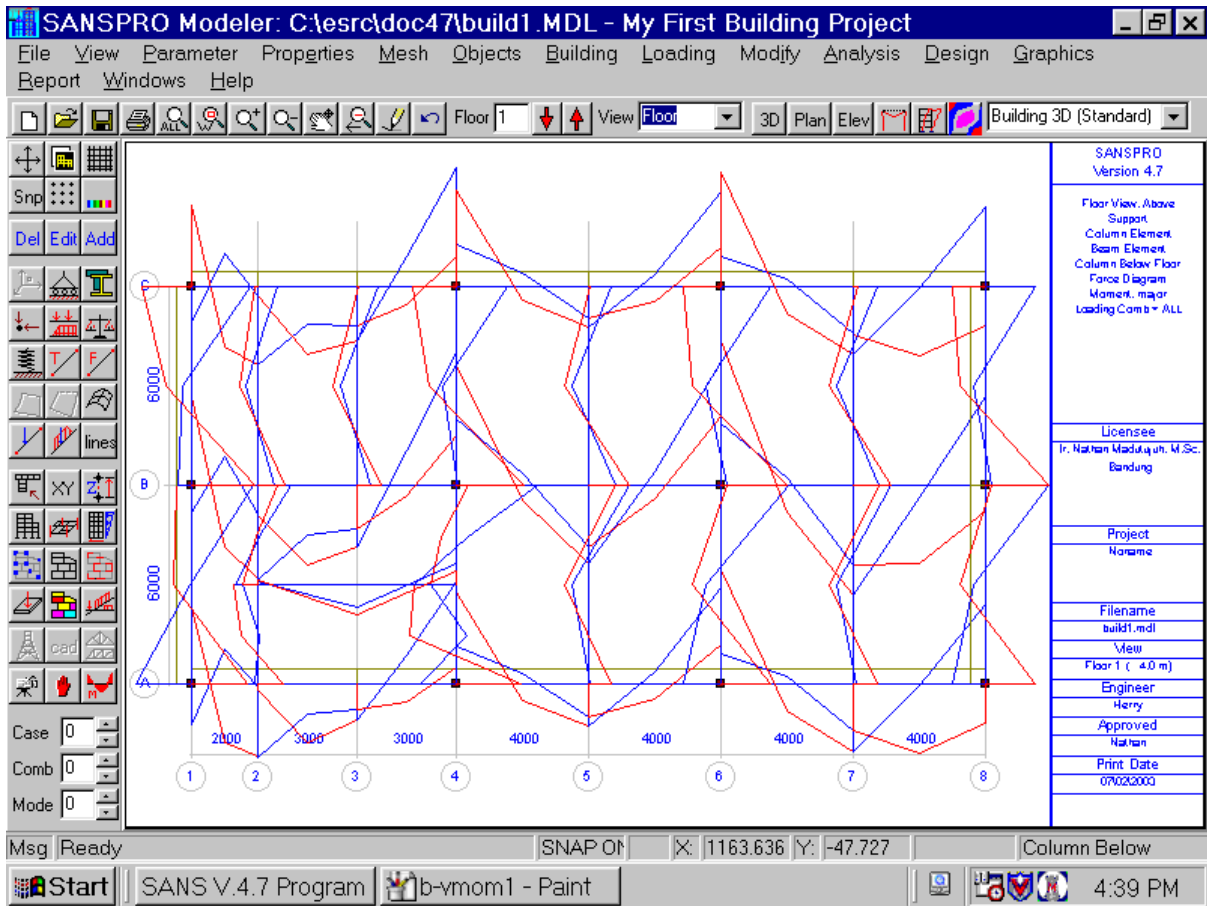 SANSPRO Modeler: C:\esrc\doc47\build1.MDL - My First Building Project
File View Parameter Properties Mesh Objects Building Loading Modify Analysis Design Graphics
Report Windows Help
ALL Floor 1 View Floor 3D Plan Elev Building 3D (Standard)
Snp
Del Edit Add
T F
lines
XY Z
cad
M
Case 0
Comb 0
Mode 0
C
B
A
6000
6000
2000 3000 3000 4000 4000 4000 4000
1 2 3 4 5 6 7 8
SANSPRO
Version 4.7
Floor View. Above
Support
Column Element
Beam Element
Column Below Floor
Force Diagram
Moment. major
Loading Comb = ALL
Licensee
Ir. Nathan Madutujuh. M.Sc.
Bandung
Project
Noname
Filename
build1.mdl
View
Floor 1 ( 4.0 m)
Engineer
Herry
Approved
Nathan
Print Date
07\02\2003
Msg Ready SNAP ON X: 1163.636 Y: -47.727 Column Below
Start SANS V.4.7 Program b-vmom1 - Paint 4:39 PM